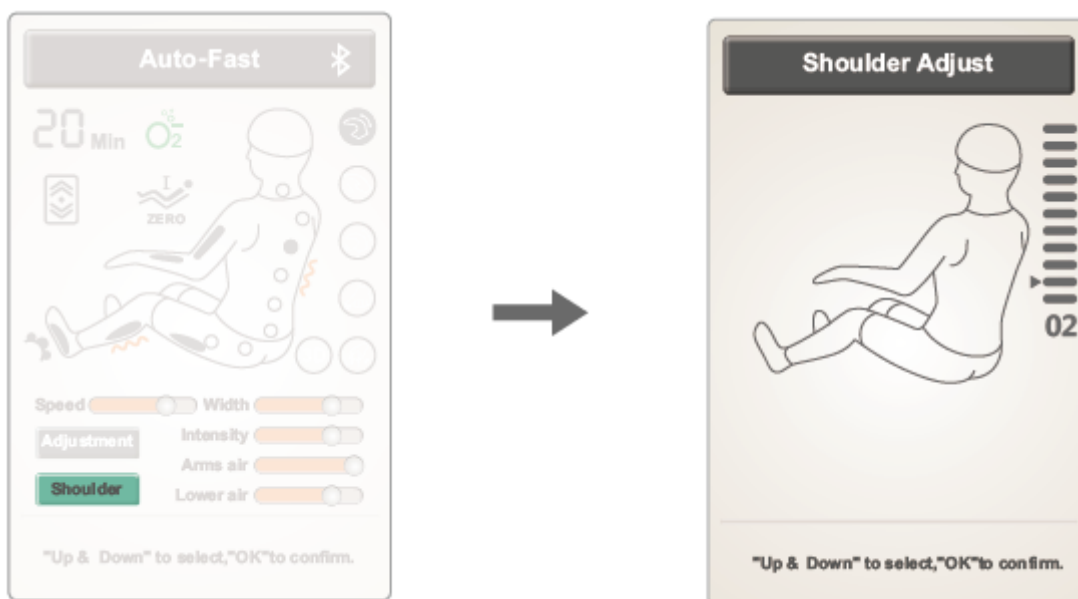 Auto-Fast
20 Min O2
I
ZERO
Speed Width
Adjustment Intensity
Arms air
Shoulder Lower air
"Up & Down" to select,"OK"to confirm.
Shoulder Adjust
02
"Up & Down" to select,"OK"to confirm.